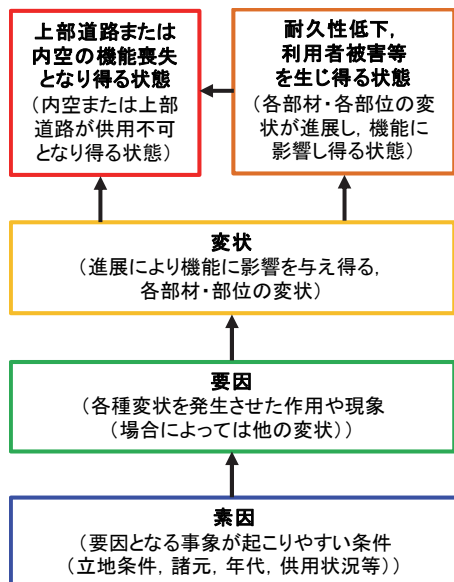 上部道路または
内空の機能喪失
となり得る状態
（内空または上部
道路が供用不可
となり得る状態）
耐久性低下，
利用者被害等
を生じ得る状態
（各部材・各部位の変
状が進展し，機能に
影響し得る状態）
変状
（進展により機能に影響を与え得る，
各部材・部位の変状）
要因
（各種変状を発生させた作用や現象
（場合によっては他の変状））
素因
（要因となる事象が起こりやすい条件
（立地条件，諸元，年代，供用状況等））